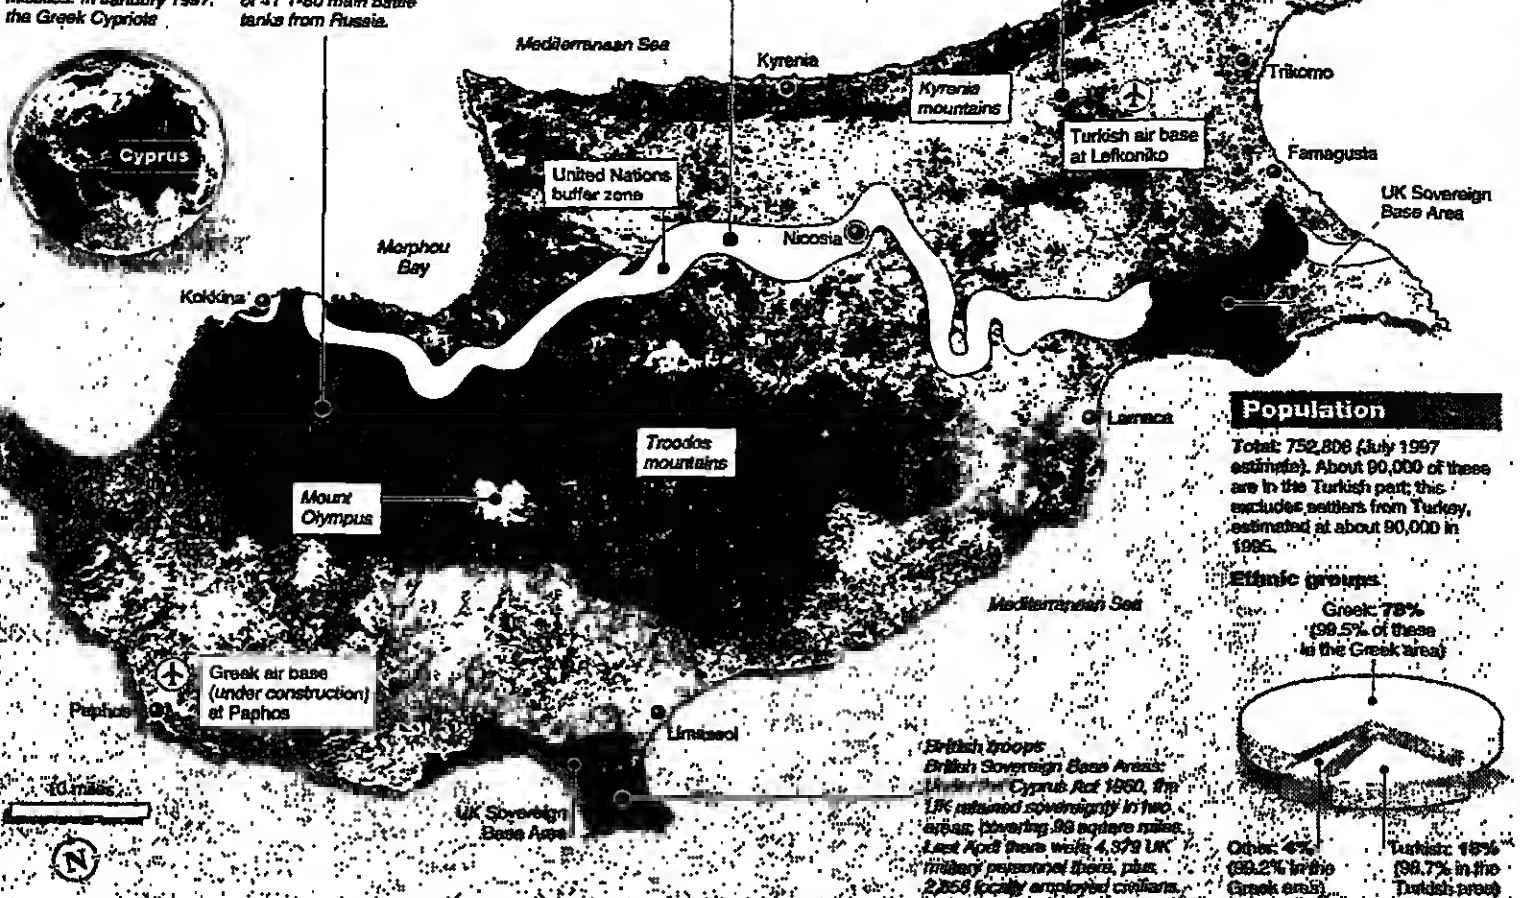 the Greek Cypriots
tanks from Russia.
Mediterranean Sea
Kyrenia
Kyrenia
mountains
Trikomo
Turkish air base
at Lefkoniko
Famagusta
UK Sovereign
Base Area
Cyprus
United Nations
buffer zone
Nicosia
Morphou
Bay
Kokkina
Larnaca
Troodos
mountains
Mount
Olympus
Population
Total: 752,808 (July 1997
estimate). About 90,000 of these
are in the Turkish part; this
excludes settlers from Turkey,
estimated at about 90,000 in
1995.
Ethnic groups
Greek: 78%
(99.5% of these
in the Greek area)
Mediterranean Sea
Greek air base
(under construction)
at Paphos
Paphos
Limassol
10 miles
N
UK Sovereign
Base Area
British troops
British Sovereign Base Areas:
Cyprus Act 1960, the
UK retained sovereignty in two
areas, covering 99 square miles.
Last April there were 4,379 UK
military personnel there, plus
2,858 locally employed civilians.
Other: 4%
(99.2% in the
Greek area)
Turkish: 18%
(98.7% in the
Turkish area)